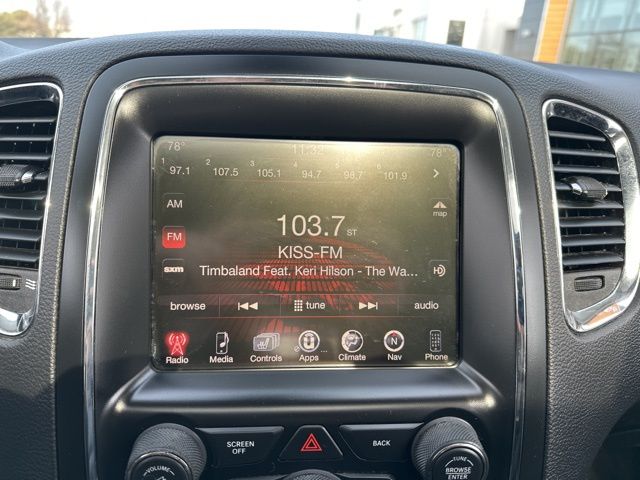 78° 11:32 78°
1 97.1 2 107.5 3 105.1 4 94.7 5 98.7 6 101.9
AM
map
103.7 ST
FM
KISS-FM
sxm
Timbaland Feat. Keri Hilson - The Wa...
HD
browse tune audio
Radio Media Controls Apps Climate N Nav Phone
SCREEN OFF BACK
VOLUME
TUNE
BROWSE
ENTER